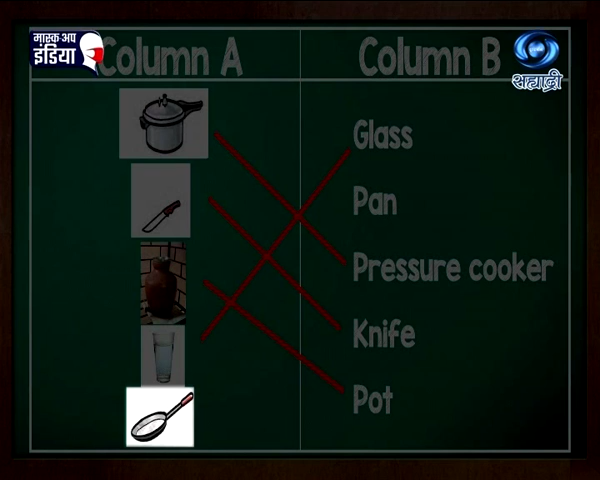 मास्क अप
इंडिया
Column A
Column B
सह्याद्री
Glass
Pan
Pressure cooker
Knife
Pot